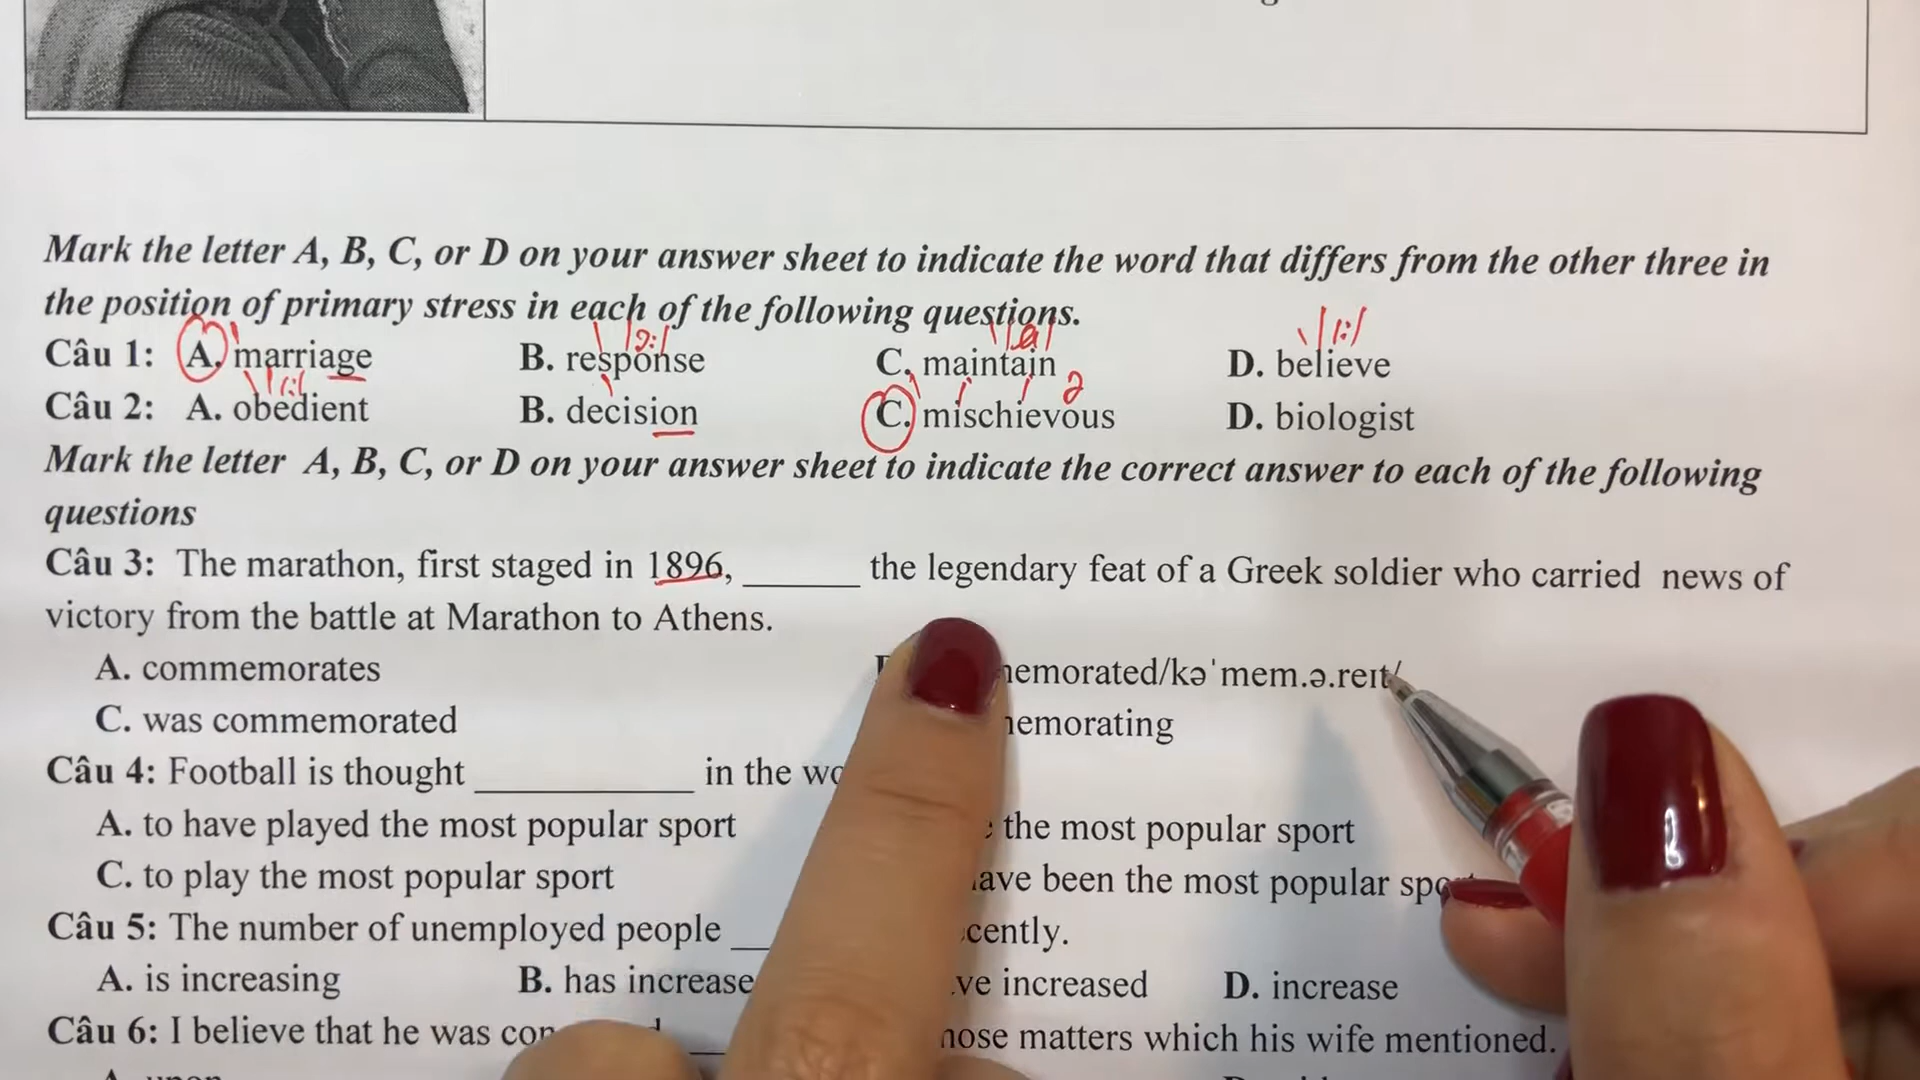 Mark the letter A, B, C, or D on your answer sheet to indicate the word that differs from the other three in
the position of primary stress in each of the following questions.
Câu 1: A. marriage B. response C. maintain D. believe
Câu 2: A. obedient B. decision C. mischievous D. biologist
Mark the letter A, B, C, or D on your answer sheet to indicate the correct answer to each of the following
questions
Câu 3: The marathon, first staged in 1896, ______ the legendary feat of a Greek soldier who carried news of
victory from the battle at Marathon to Athens.
A. commemorates emorated/kəˈmem.ə.reɪt/
C. was commemorated emorating
Câu 4: Football is thought ___________ in the
A. to have played the most popular sport the most popular sport
C. to play the most popular sport ave been the most popular
Câu 5: The number of unemployed people __ cently.
A. is increasing B. has increase ve increased D. increase
Câu 6: I believe that he was hose matters which his wife mentioned.